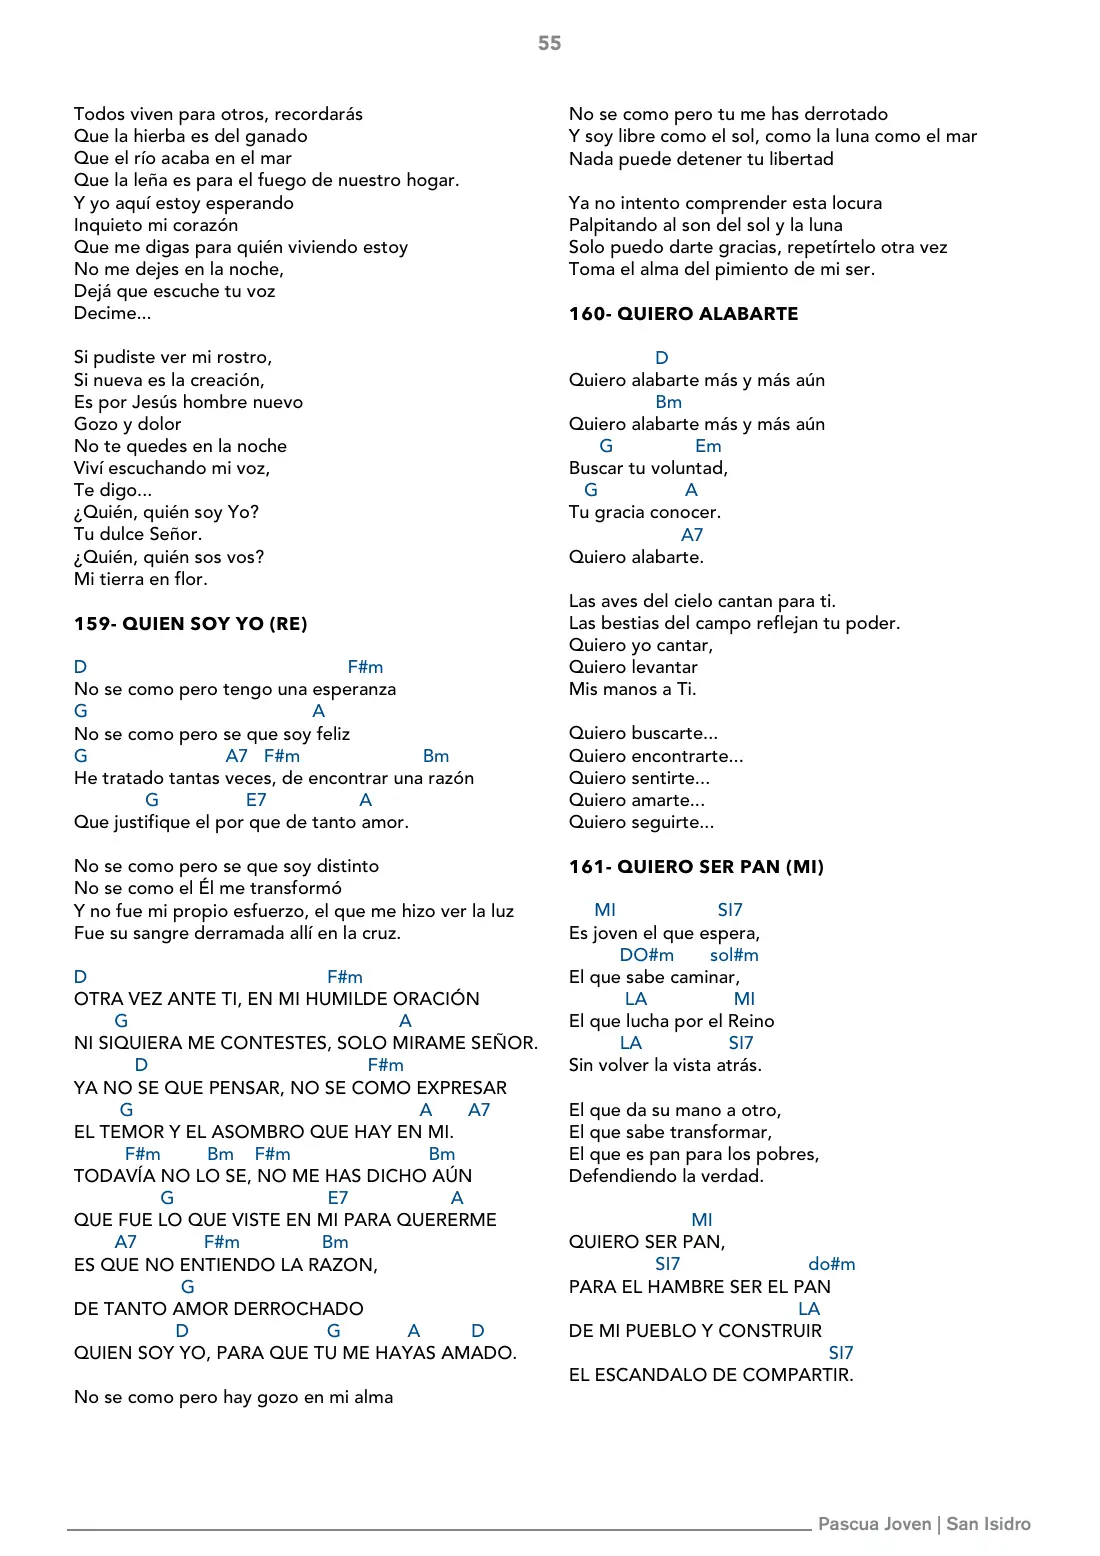 55
Todos viven para otros, recordarás
Que la hierba es del ganado
Que el río acaba en el mar
Que la leña es para el fuego de nuestro hogar.
Y yo aquí estoy esperando
Inquieto mi corazón
Que me digas para quién viviendo estoy
No me dejes en la noche,
Dejá que escuche tu voz
Decime...
Si pudiste ver mi rostro,
Si nueva es la creación,
Es por Jesús hombre nuevo
Gozo y dolor
No te quedes en la noche
Viví escuchando mi voz,
Te digo...
¿Quién, quién soy Yo?
Tu dulce Señor.
¿Quién, quién sos vos?
Mi tierra en flor.
159- QUIEN SOY YO (RE)
D F#m
No se como pero tengo una esperanza
G A
No se como pero se que soy feliz
G A7 F#m Bm
He tratado tantas veces, de encontrar una razón
G E7 A
Que justifique el por que de tanto amor.
No se como pero se que soy distinto
No se como el Él me transformó
Y no fue mi propio esfuerzo, el que me hizo ver la luz
Fue su sangre derramada allí en la cruz.
D F#m
OTRA VEZ ANTE TI, EN MI HUMILDE ORACIÓN
G A
NI SIQUIERA ME CONTESTES, SOLO MIRAME SEÑOR.
D F#m
YA NO SE QUE PENSAR, NO SE COMO EXPRESAR
G A A7
EL TEMOR Y EL ASOMBRO QUE HAY EN MI.
F#m Bm F#m Bm
TODAVÍA NO LO SE, NO ME HAS DICHO AÚN
G E7 A
QUE FUE LO QUE VISTE EN MI PARA QUERERME
A7 F#m Bm
ES QUE NO ENTIENDO LA RAZON,
G
DE TANTO AMOR DERROCHADO
D G A D
QUIEN SOY YO, PARA QUE TU ME HAYAS AMADO.
No se como pero hay gozo en mi alma
No se como pero tu me has derrotado
Y soy libre como el sol, como la luna como el mar
Nada puede detener tu libertad
Ya no intento comprender esta locura
Palpitando al son del sol y la luna
Solo puedo darte gracias, repetírtelo otra vez
Toma el alma del pimiento de mi ser.
160- QUIERO ALABARTE
D
Quiero alabarte más y más aún
Bm
Quiero alabarte más y más aún
G Em
Buscar tu voluntad,
G A
Tu gracia conocer.
A7
Quiero alabarte.
Las aves del cielo cantan para ti.
Las bestias del campo reflejan tu poder.
Quiero yo cantar,
Quiero levantar
Mis manos a Ti.
Quiero buscarte...
Quiero encontrarte...
Quiero sentirte...
Quiero amarte...
Quiero seguirte...
161- QUIERO SER PAN (MI)
MI SI7
Es joven el que espera,
DO#m sol#m
El que sabe caminar,
LA MI
El que lucha por el Reino
LA SI7
Sin volver la vista atrás.
El que da su mano a otro,
El que sabe transformar,
El que es pan para los pobres,
Defendiendo la verdad.
MI
QUIERO SER PAN,
SI7 do#m
PARA EL HAMBRE SER EL PAN
LA
DE MI PUEBLO Y CONSTRUIR
SI7
EL ESCANDALO DE COMPARTIR.
Pascua Joven | San Isidro